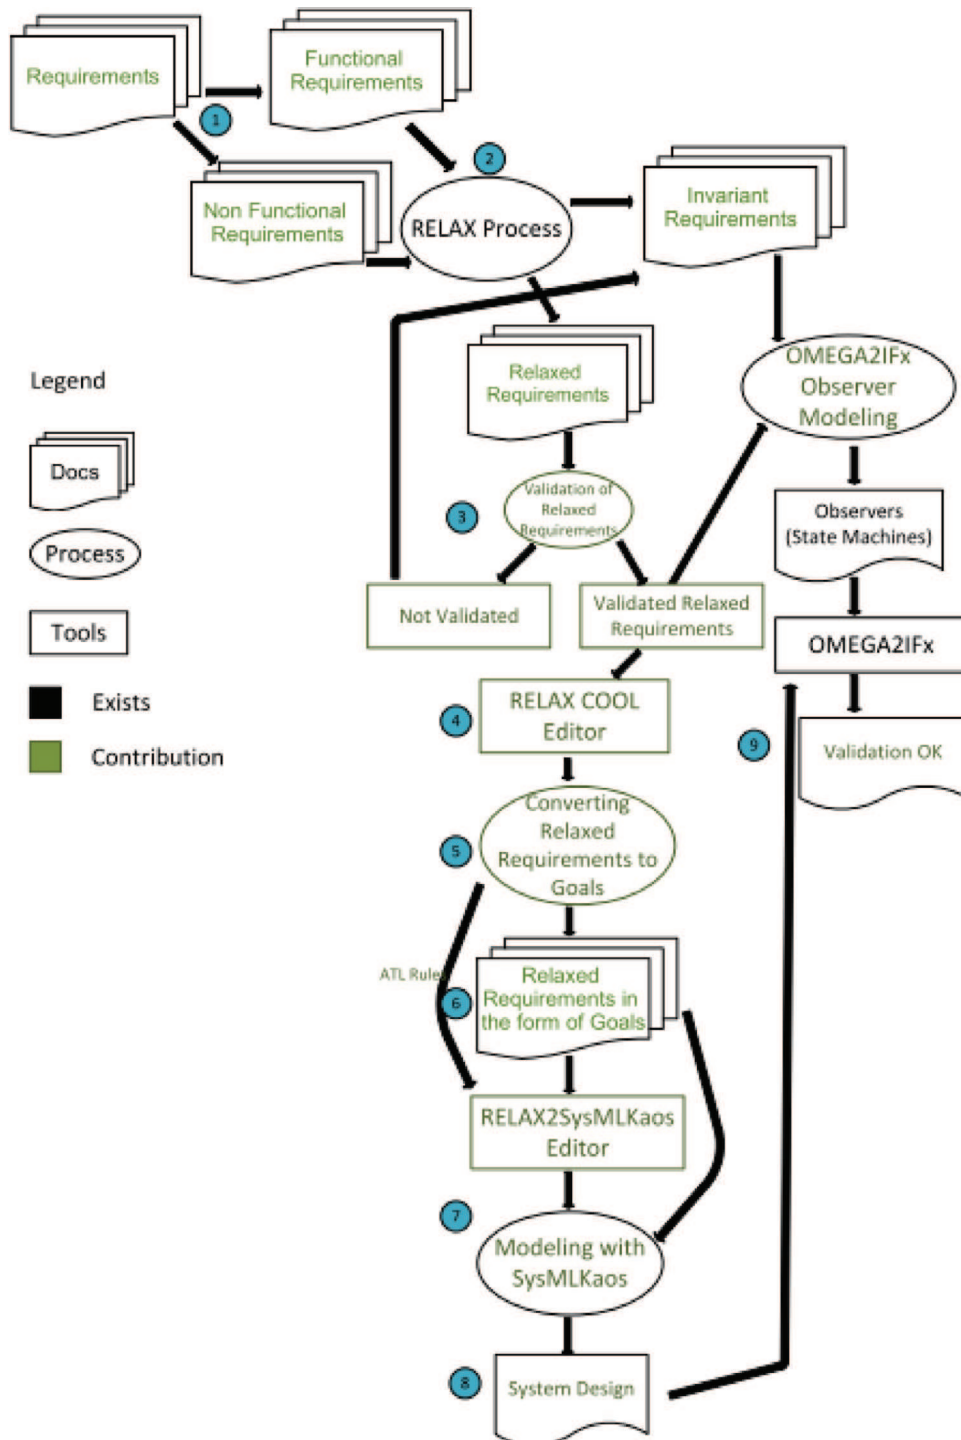 Requirements
Functional
Requirements
1
2
Non Functional
Requirements
RELAX Process
Invariant
Requirements
Relaxed
Requirements
OMEGA2IFx
Observer
Modeling
Legend
Docs
Process
Tools
Exists
Contribution
3
Validation of
Relaxed
Requirements
Observers
(State Machines)
Not Validated
Validated Relaxed
Requirements
OMEGA2IFx
4
RELAX COOL
Editor
9
Validation OK
5
Converting
Relaxed
Requirements to
Goals
ATL Rule
6
Relaxed
Requirements in
the form of Goals
RELAX2SysMLKaos
Editor
7
Modeling with
SysMLKaos
8
System Design